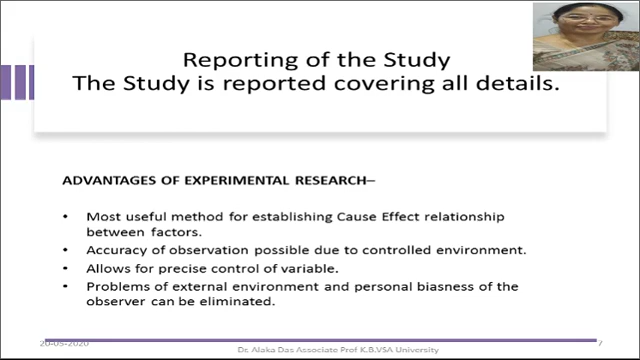 Reporting of the Study
The Study is reported covering all details.
ADVANTAGES OF EXPERIMENTAL RESEARCH–
• Most useful method for establishing Cause Effect relationship
between factors.
• Accuracy of observation possible due to controlled environment.
• Allows for precise control of variable.
• Problems of external environment and personal biasness of the
observer can be eliminated.
20-05-2020
Dr. Alaka Das Associate Prof K.B.VSA University
7